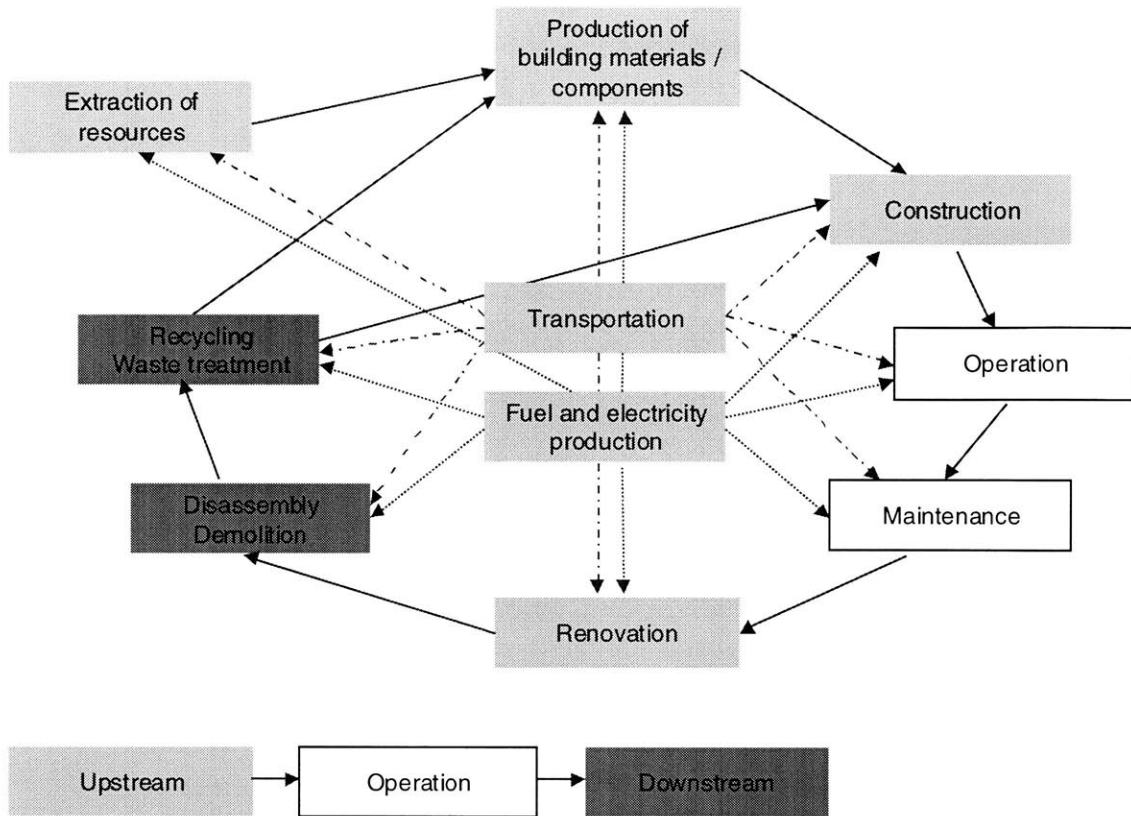 Production of
building materials /
components
Extraction of
resources
Construction
Transportation
Recycling
Waste treatment
Operation
Fuel and electricity
production
Disassembly
Demolition
Maintenance
Renovation
Upstream
Operation
Downstream